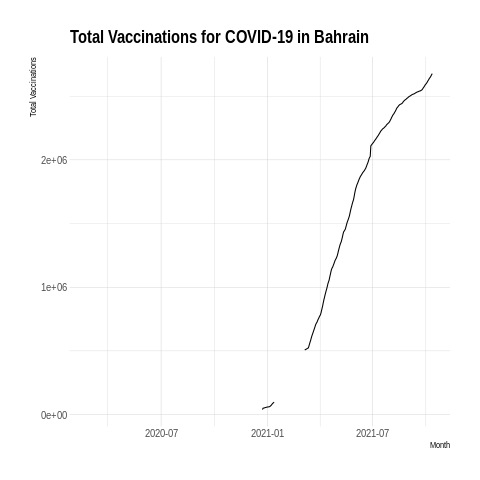 Total Vaccinations for COVID-19 in Bahrain
Total Vaccinations
2e+06
1e+06
0e+00
2020-07 2021-01 2021-07
Month